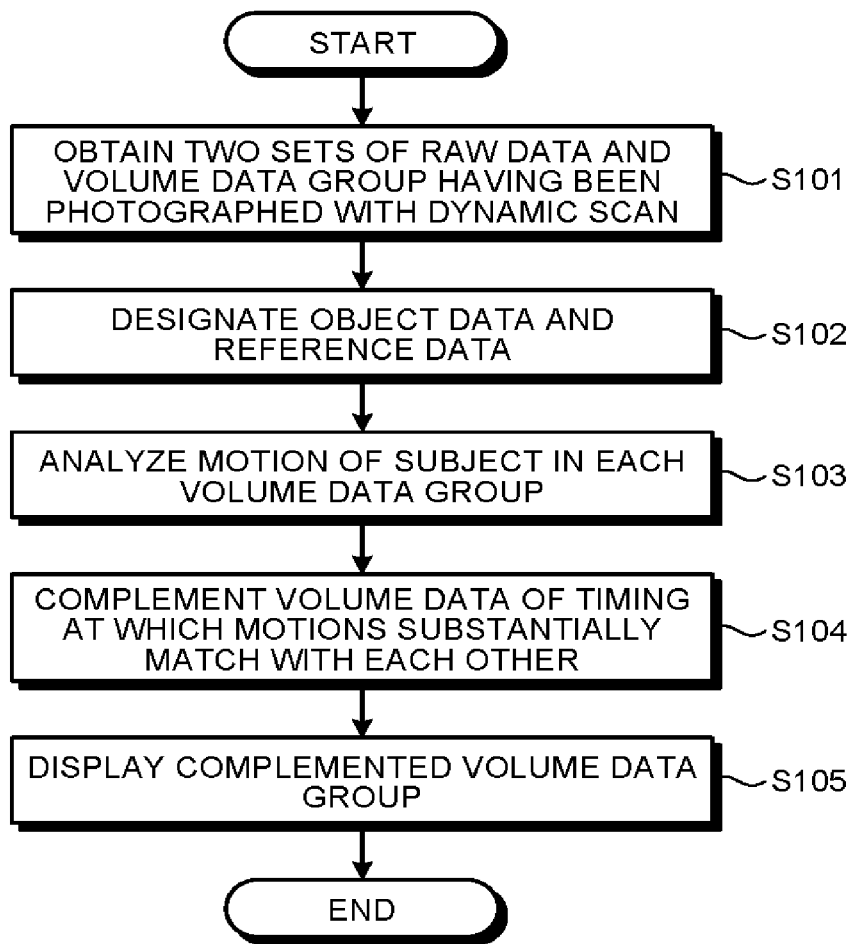 START
OBTAIN TWO SETS OF RAW DATA AND
VOLUME DATA GROUP HAVING BEEN
PHOTOGRAPHED WITH DYNAMIC SCAN
S101
DESIGNATE OBJECT DATA AND
REFERENCE DATA
S102
ANALYZE MOTION OF SUBJECT IN EACH
VOLUME DATA GROUP
S103
COMPLEMENT VOLUME DATA OF TIMING
AT WHICH MOTIONS SUBSTANTIALLY
MATCH WITH EACH OTHER
S104
DISPLAY COMPLEMENTED VOLUME DATA
GROUP
S105
END